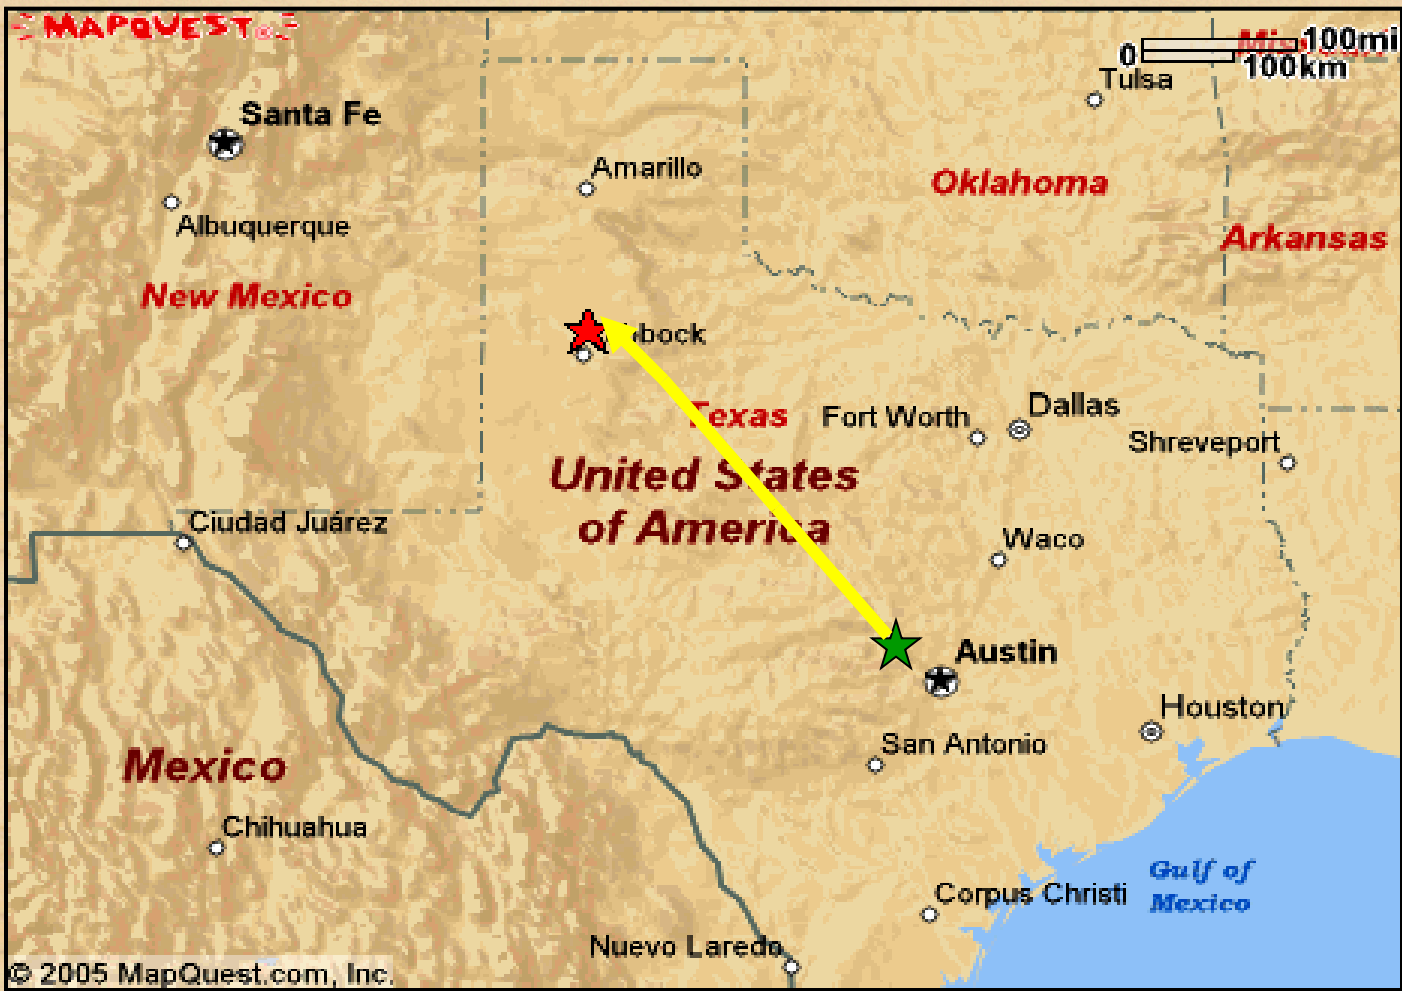 MAPQUEST®
100mi
0
100km
Tulsa
Santa Fe
Amarillo
Oklahoma
Albuquerque
Arkansas
New Mexico
bock
Texas
Fort Worth
Dallas
Shreveport
United States
of America
Ciudad Juárez
Waco
Austin
Houston
San Antonio
Mexico
Chihuahua
Gulf of
Mexico
Corpus Christi
Nuevo Laredo
© 2005 MapQuest.com, Inc.